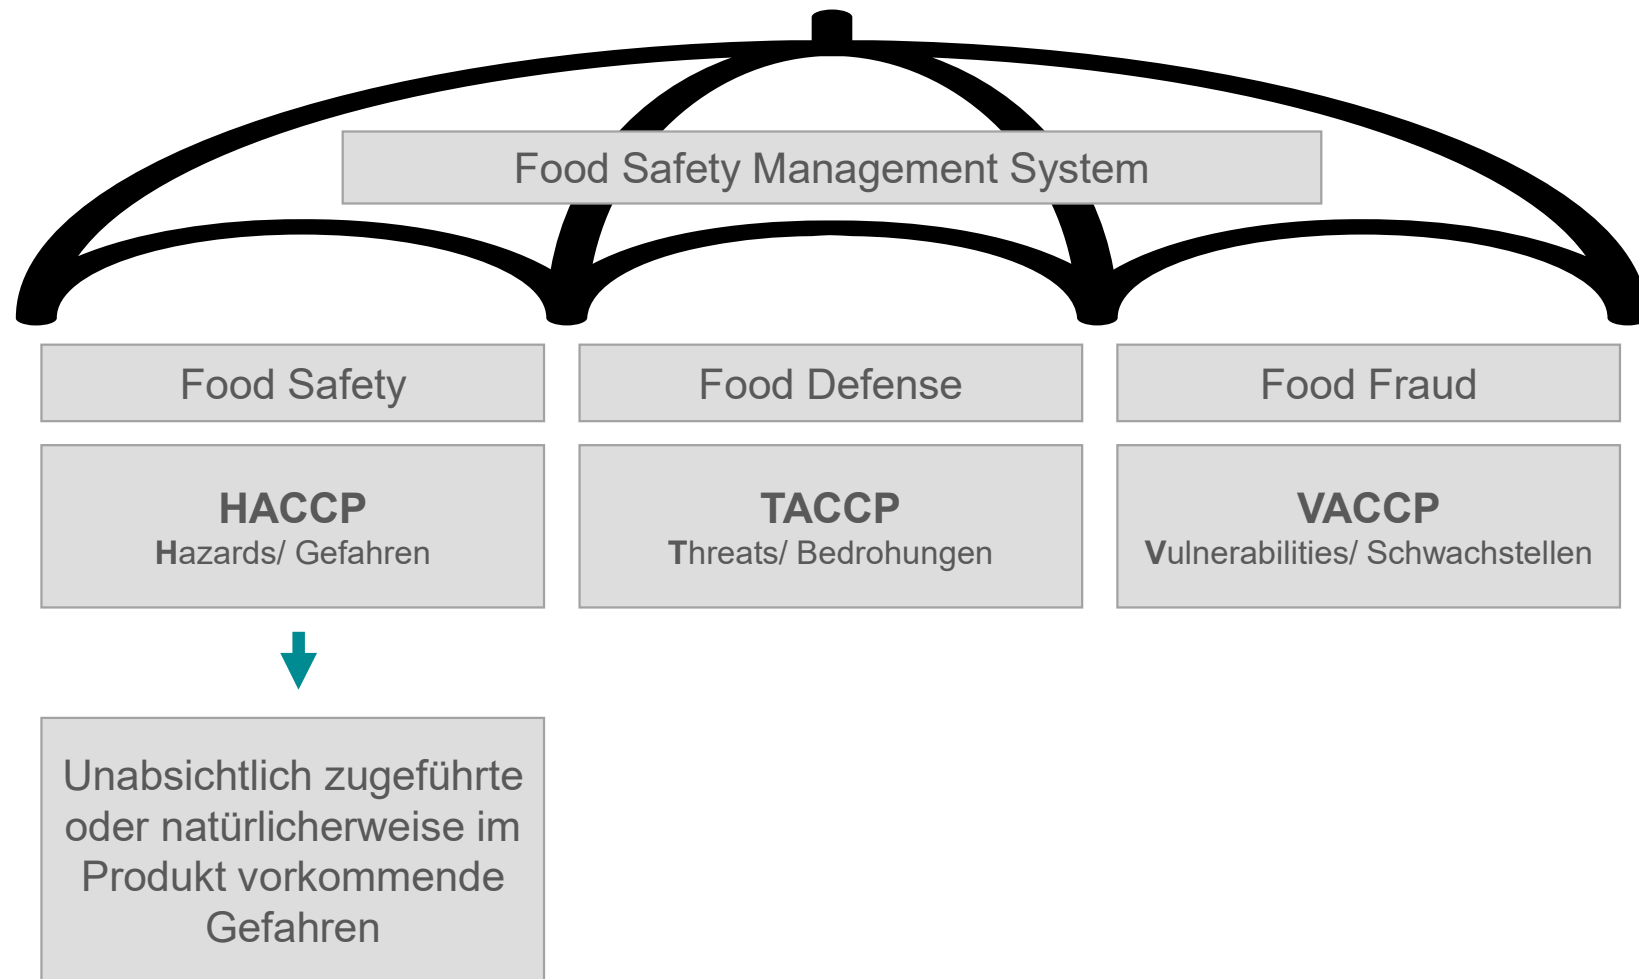 Food Safety Management System
Food Safety
Food Defense
Food Fraud
HACCP
Hazards/ Gefahren
TACCP
Threats/ Bedrohungen
VACCP
Vulnerabilities/ Schwachstellen
Unabsichtlich zugeführte
oder natürlicherweise im
Produkt vorkommende
Gefahren